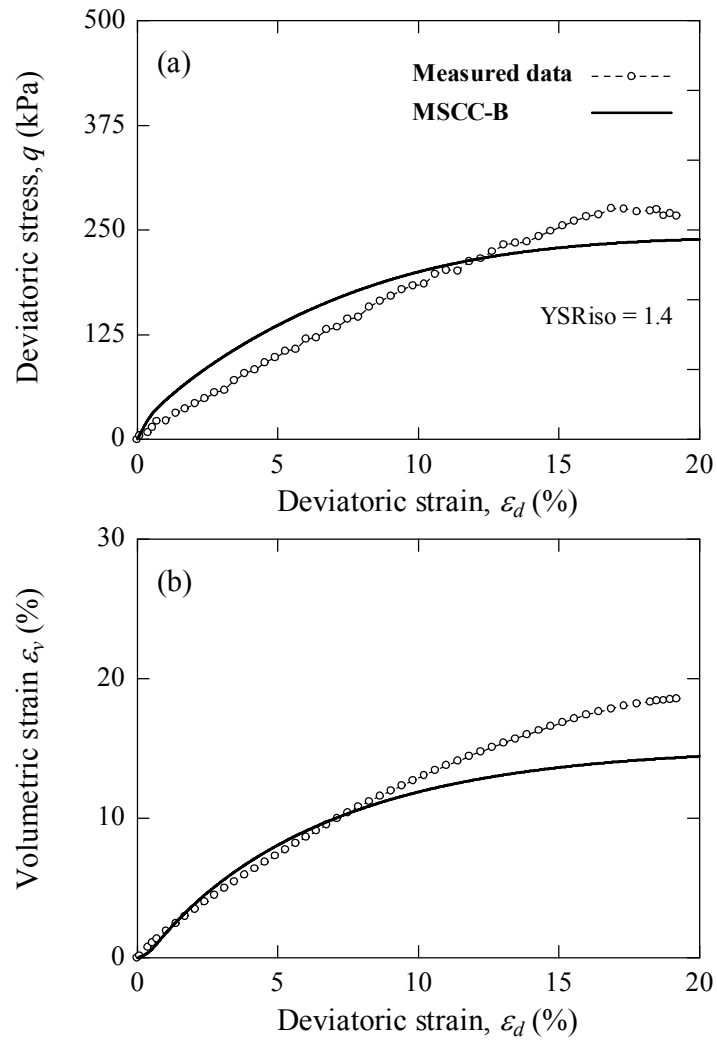 500
(a)
Measured data
MSCC-B
375
Deviatoric stress, q (kPa)
250
YSRiso = 1.4
125
0
0 5 10 15 20
Deviatoric strain, εd (%)
30
(b)
Volumetric strain εv (%)
20
10
0
0 5 10 15 20
Deviatoric strain, εd (%)